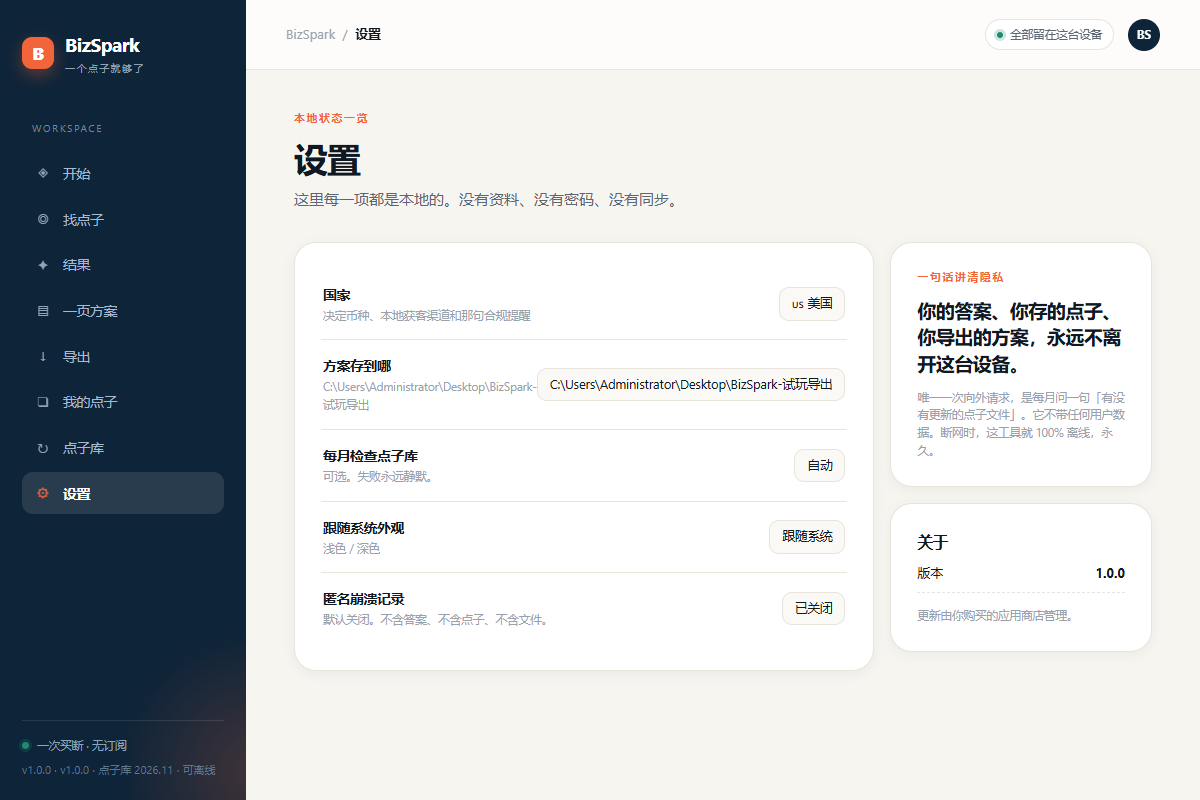 B
BizSpark
一个点子就够了
WORKSPACE
开始
找点子
结果
一页方案
导出
我的点子
点子库
设置
一次买断 · 无订阅
v1.0.0 · v1.0.0 · 点子库 2026.11 · 可离线
BizSpark / 设置
全部留在这台设备
BS
本地状态一览
设置
这里每一项都是本地的。没有资料、没有密码、没有同步。
国家
决定币种、本地获客渠道和那句合规提醒
us 美国
方案存到哪
C:\Users\Administrator\Desktop\BizSpark-
试玩导出
C:\Users\Administrator\Desktop\BizSpark-试玩导出
每月检查点子库
可选。失败永远静默。
自动
跟随系统外观
浅色 / 深色
跟随系统
匿名崩溃记录
默认关闭。不含答案、不含点子、不含文件。
已关闭
一句话讲清隐私
你的答案、你存的点子、
你导出的方案，永远不离
开这台设备。
唯一一次向外请求，是每月问一句「有没
有更新的点子文件」。它不带任何用户数
据。断网时，这工具就 100% 离线，永
久。
关于
版本
1.0.0
更新由你购买的应用商店管理。